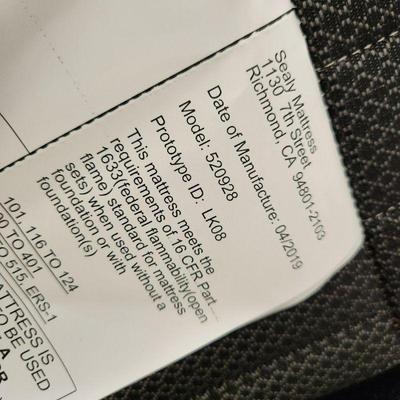 Sealy Mattress
1130 7th Street
Richmond, CA 94801-2103
Date of Manufacture: 04/2019
Model: 520928
Prototype ID: LK08
This mattress meets the
requirements of 16 CFR Part
1633(federal flammability(open
flame) standard for mattress
sets) when used without a
foundation or with
foundation(s)
101, 116 TO 124
TO 401
TO 515, ERS-1
MATTRESS IS
TO BE USED
A
OR